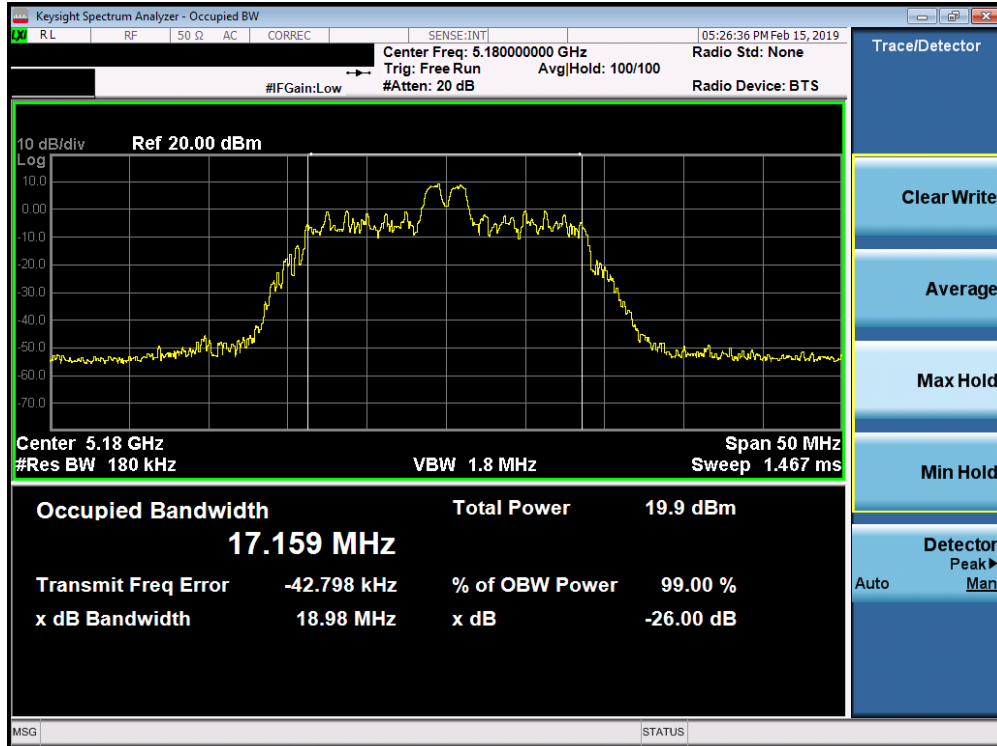 Keysight Spectrum Analyzer - Occupied BW
LXI RL RF 50 Ω AC CORREC SENSE:INT 05:26:36 PM Feb 15, 2019
Center Freq: 5.180000000 GHz Radio Std: None
Trig: Free Run Avg|Hold: 100/100
#IFGain:Low #Atten: 20 dB Radio Device: BTS
10 dB/div Ref 20.00 dBm
Log
10.0
0.00
-10.0
-20.0
-30.0
-40.0
-50.0
-60.0
-70.0
Center 5.18 GHz Span 50 MHz
#Res BW 180 kHz VBW 1.8 MHz Sweep 1.467 ms
Occupied Bandwidth Total Power 19.9 dBm
17.159 MHz
Transmit Freq Error -42.798 kHz % of OBW Power 99.00 %
x dB Bandwidth 18.98 MHz x dB -26.00 dB
MSG STATUS
Trace/Detector
Clear Write
Average
Max Hold
Min Hold
Detector
Peak▶
Auto Man